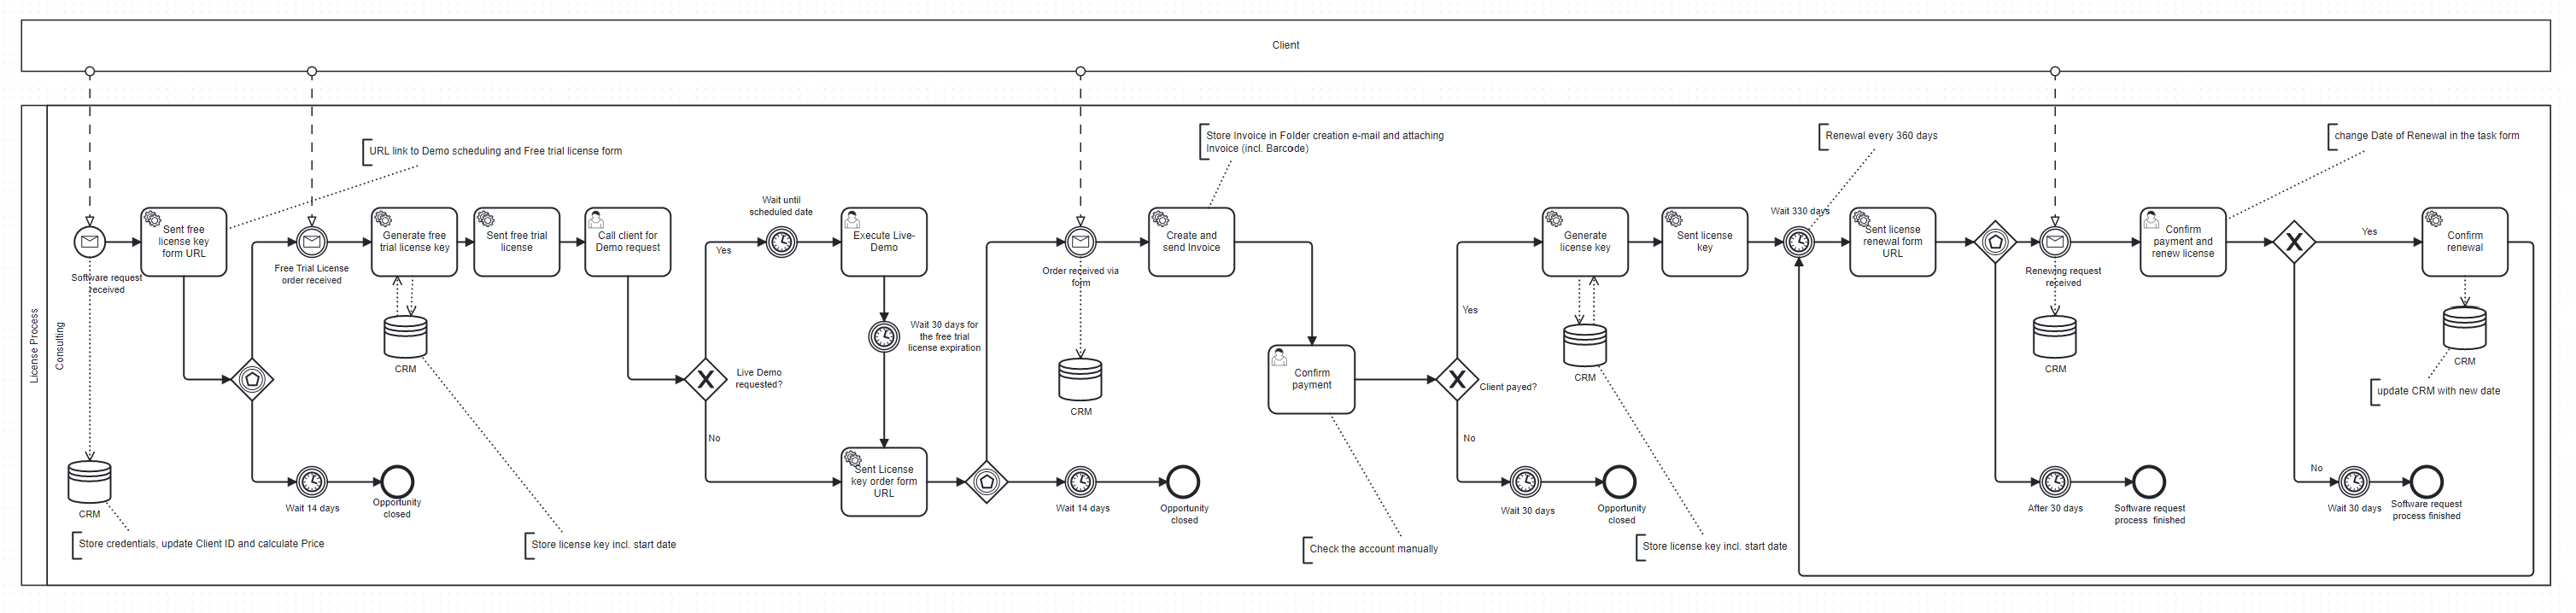 Client
License Process
Consulting
Software request
received
CRM
Store credentials, update Client ID and calculate Price
Sent free
license key
form URL
URL link to Demo scheduling and Free trial license form
Free Trial License
order received
Wait 14 days
Opportunity
closed
Generate free
trial license key
CRM
Store license key incl. start date
Sent free trial
license
Call client for
Demo request
Live Demo
requested?
Yes
No
Wait until
scheduled date
Execute Live-
Demo
Wait 30 days for
the free trial
license expiration
Sent License
key order form
URL
Order received via
form
CRM
Wait 14 days
Opportunity
closed
Create and
send Invoice
Store Invoice in Folder creation e-mail and attaching
Invoice (incl. Barcode)
Confirm
payment
Check the account manually
Client payed?
Yes
No
Wait 30 days
Opportunity
closed
Generate
license key
CRM
Store license key incl. start date
Sent license
key
Wait 330 days
Renewal every 360 days
Sent license
renewal form
URL
Renewing request
received
CRM
After 30 days
Software request
process finished
Confirm
payment and
renew license
change Date of Renewal in the task form
Yes
No
Wait 30 days
Software request
process finished
Confirm
renewal
CRM
update CRM with new date